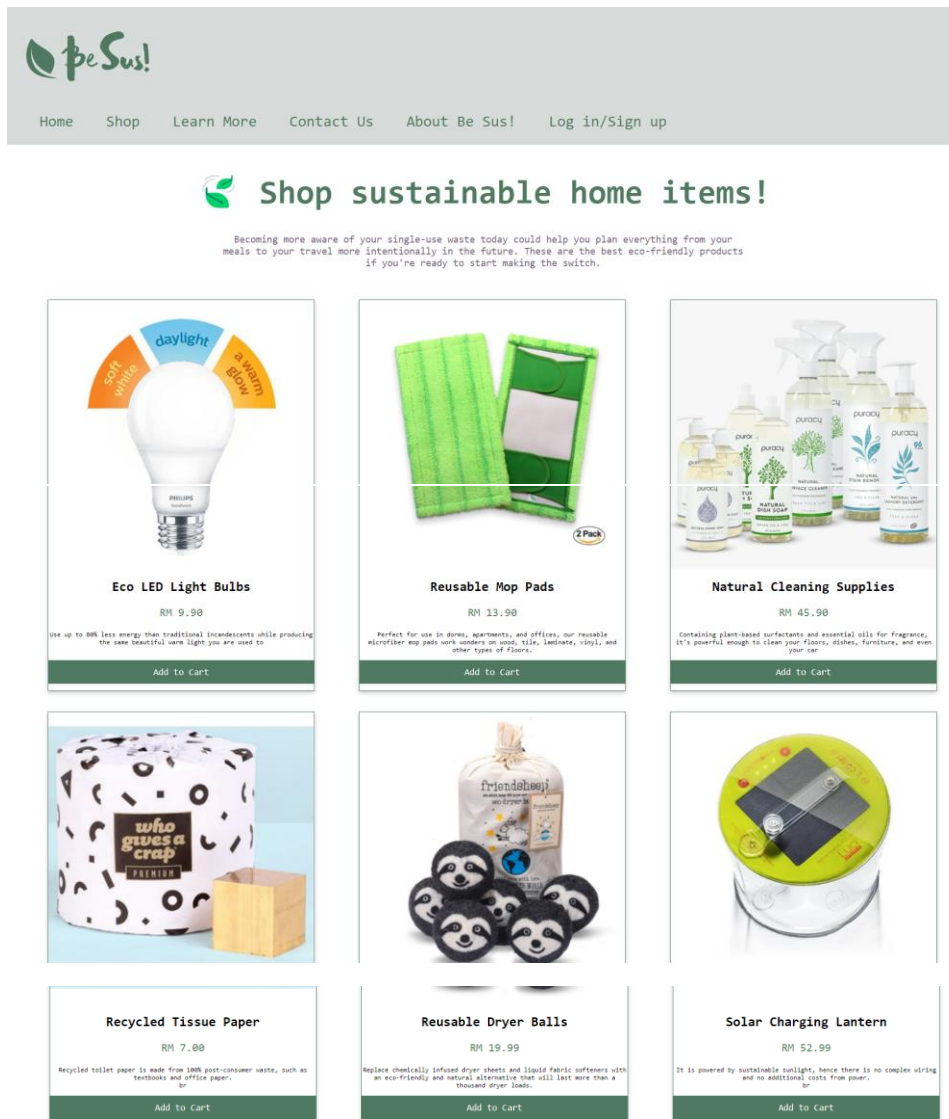 Be Sus!
Home Shop Learn More Contact Us About Be Sus! Log in/Sign up
Shop sustainable home items!
Becoming more aware of your single-use waste today could help you plan everything from your
meals to your travel more intentionally in the future. These are the best eco-friendly products
if you're ready to start making the switch.
soft white
daylight
a warm glow
PHILIPS
2 Pack
puracy
puracy
puracy
puracy
NATURAL
DISH SOAP
NATURAL
Eco LED Light Bulbs
RM 9.90
Use up to 80% less energy than traditional incandescents while producing
the same beautiful warm light you are used to
Add to Cart
Reusable Mop Pads
RM 13.90
Perfect for use in dorms, apartments, and offices, our reusable
microfiber mop pads work wonders on wood, tile, laminate, vinyl, and
other types of floors.
Add to Cart
Natural Cleaning Supplies
RM 45.90
Containing plant-based surfactants and essential oils for fragrance,
it's powerful enough to clean your floors, dishes, furniture, and even
your car
Add to Cart
who
gives a
crap
PREMIUM
friendsheep
Recycled Tissue Paper
RM 7.00
Recycled toilet paper is made from 100% post-consumer waste, such as
textbooks and office paper.
br
Add to Cart
Reusable Dryer Balls
RM 19.99
Replace chemically infused dryer sheets and liquid fabric softeners with
an eco-friendly and natural alternative that will last more than a
thousand dryer loads.
Add to Cart
Solar Charging Lantern
RM 52.99
It is powered by sustainable sunlight, hence there is no complex wiring
and no additional costs from power.
br
Add to Cart